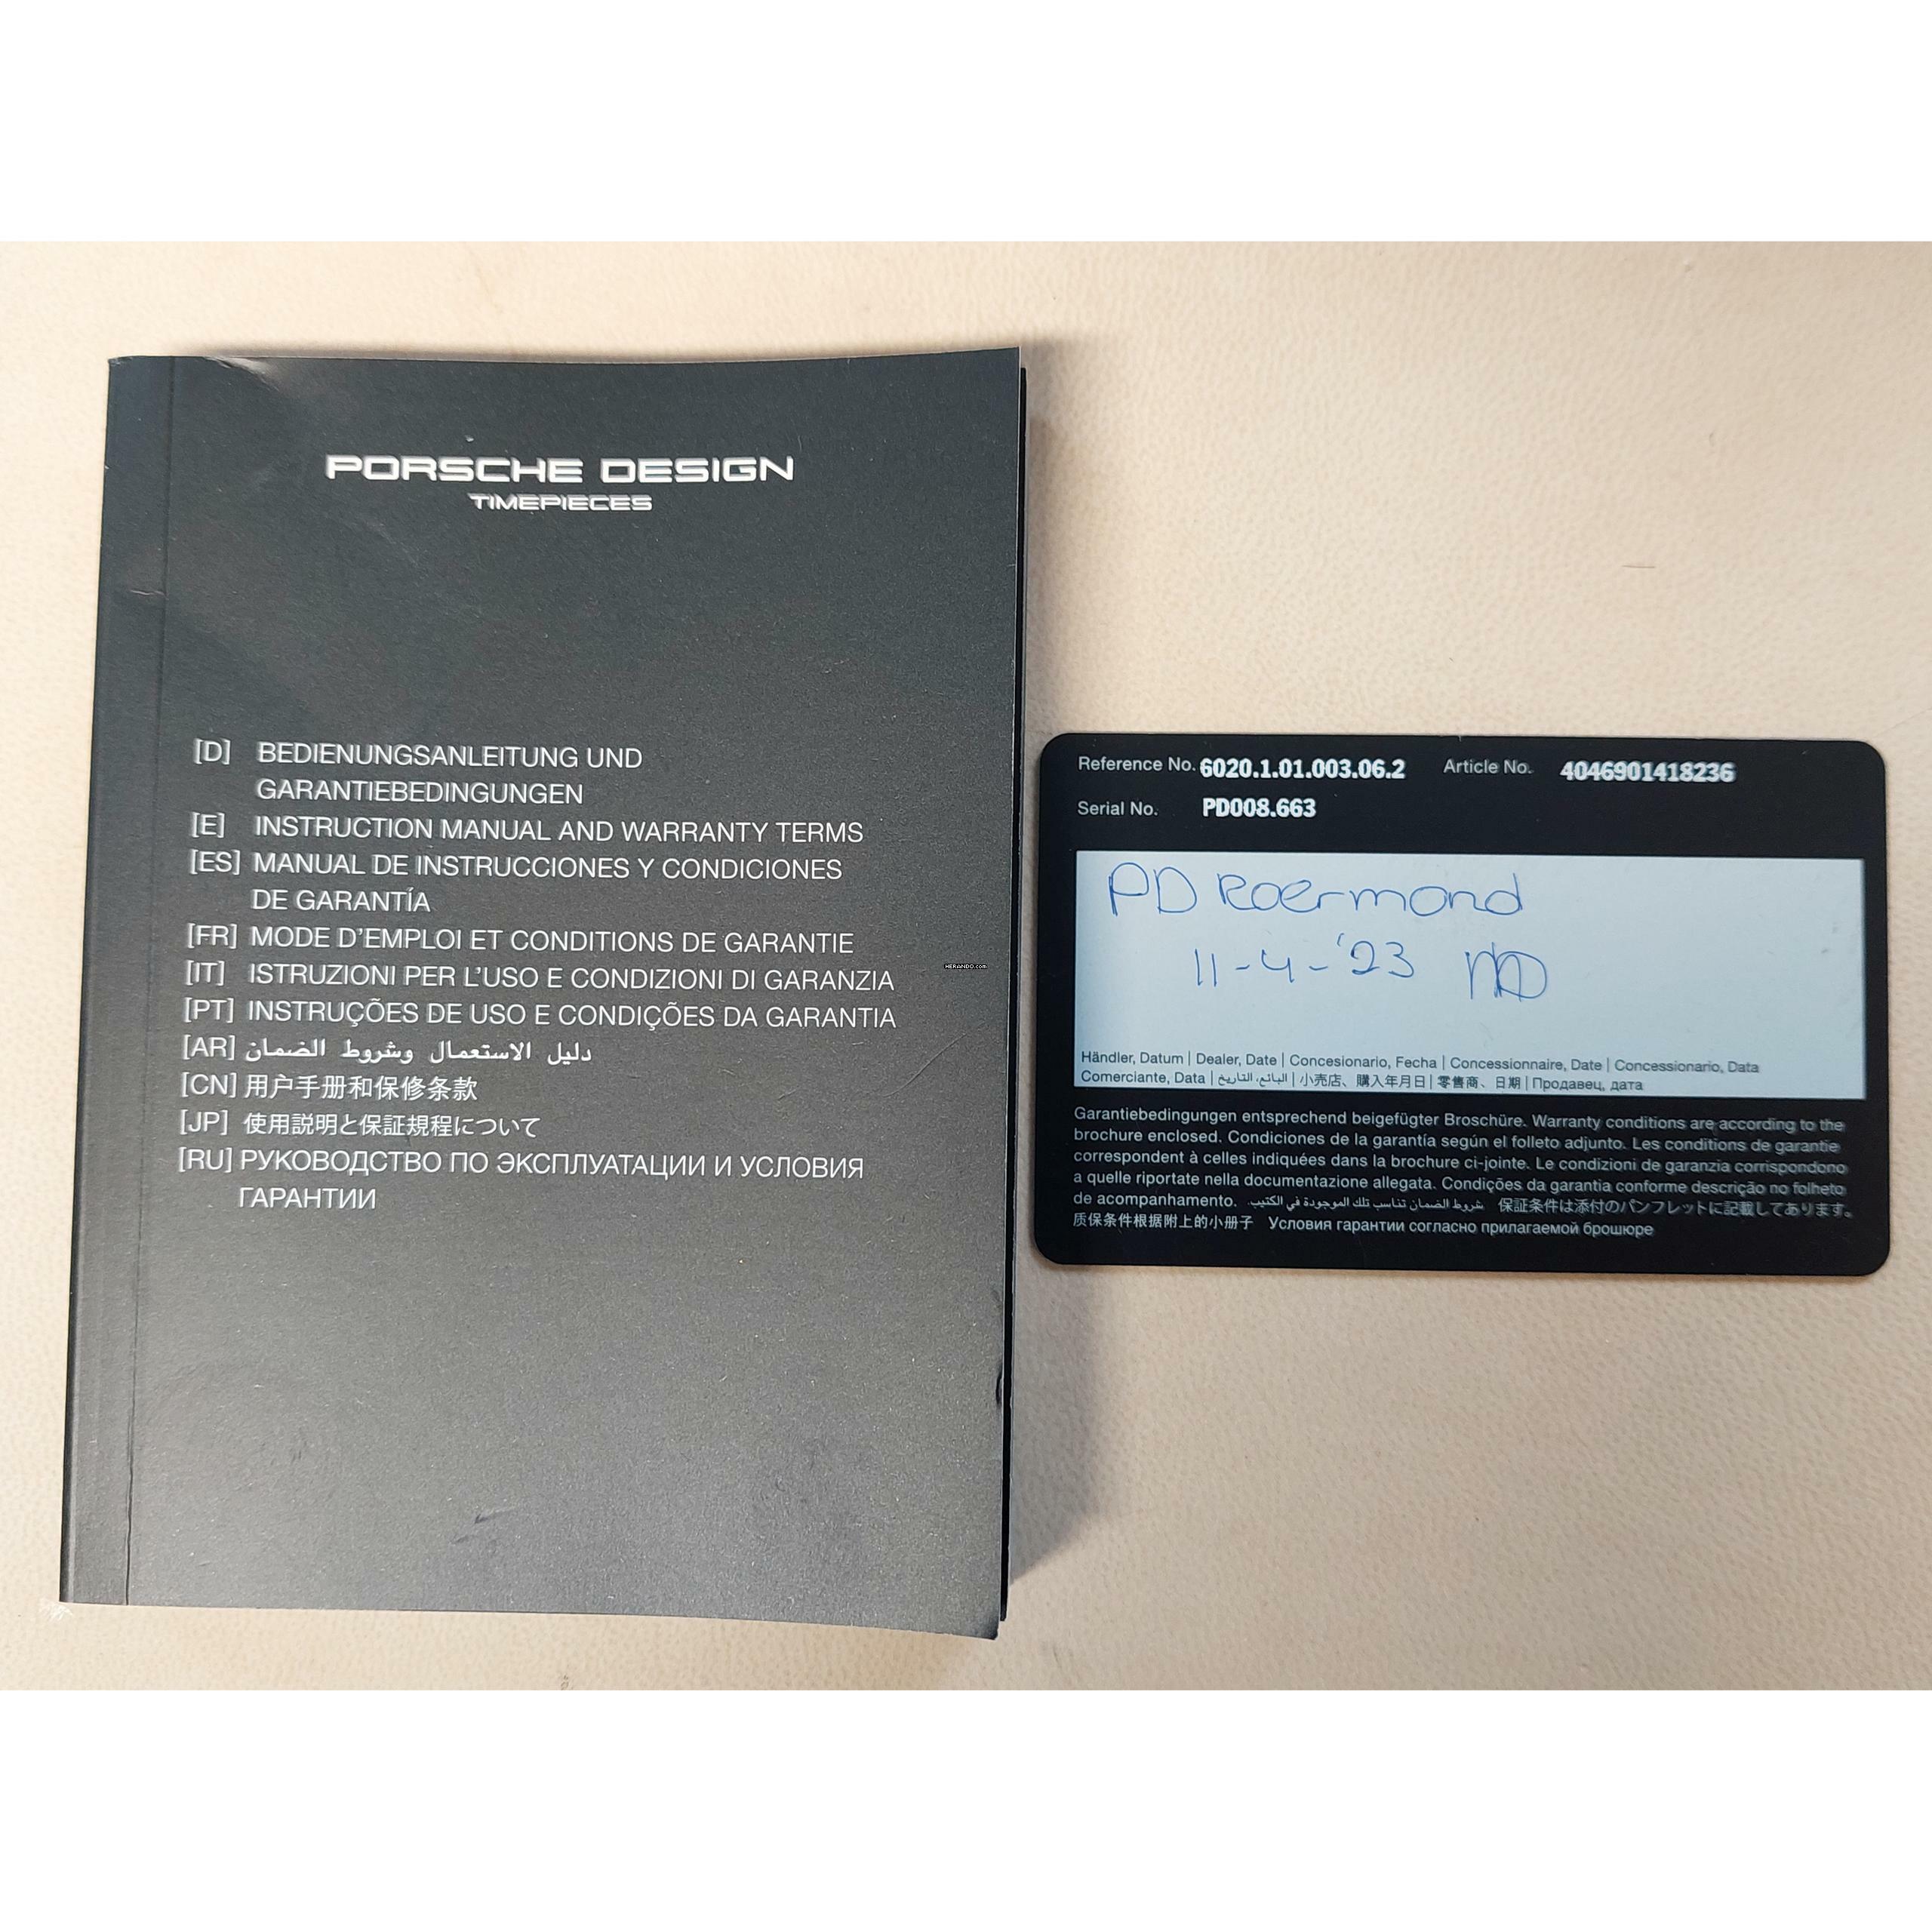 PORSCHE DESIGN
TIMEPIECES
[D] BEDIENUNGSANLEITUNG UND
GARANTIEBEDINGUNGEN
[E] INSTRUCTION MANUAL AND WARRANTY TERMS
[ES] MANUAL DE INSTRUCCIONES Y CONDICIONES
DE GARANTÍA
[FR] MODE D'EMPLOI ET CONDITIONS DE GARANTIE
[IT] ISTRUZIONI PER L'USO E CONDIZIONI DI GARANZIA
[PT] INSTRUÇÕES DE USO E CONDIÇÕES DA GARANTIA
[AR] دليل الاستعمال وشروط الضمان
[CN] 用户手册和保修条款
[JP] 使用説明と保証規程について
[RU] РУКОВОДСТВО ПО ЭКСПЛУАТАЦИИ И УСЛОВИЯ
ГАРАНТИИ
HERANDO.com
Reference No. 6020.1.01.003.06.2 Article No. 4046901418236
Serial No. PD008.663
PD Roermond
11-4-'23
Händler, Datum | Dealer, Date | Concesionario, Fecha | Concessionnaire, Date | Concessionario, Data
Comerciante, Data | البائع، التاريخ | 小売店、購入年月日 | 零售商、日期 | Продавец, дата
Garantiebedingungen entsprechend beigefügter Broschüre. Warranty conditions are according to the
brochure enclosed. Condiciones de la garantía según el folleto adjunto. Les conditions de garantie
correspondent à celles indiquées dans la brochure ci-jointe. Le condizioni di garanzia corrispondono
a quelle riportate nella documentazione allegata. Condições da garantia conforme descrição no folheto
de acompanhamento. شروط الضمان تناسب تلك الموجودة في الكتيب. 保証条件は添付のパンフレットに記載してあります。
质保条件根据附上的小册子 Условия гарантии согласно прилагаемой брошюре